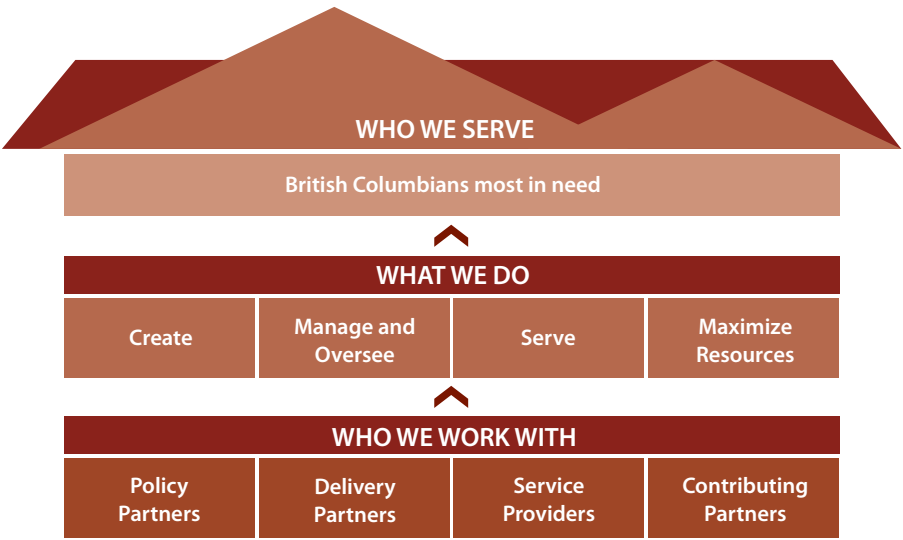 WHO WE SERVE
British Columbians most in need
WHAT WE DO
Create
Manage and
Oversee
Serve
Maximize
Resources
WHO WE WORK WITH
Policy
Partners
Delivery
Partners
Service
Providers
Contributing
Partners